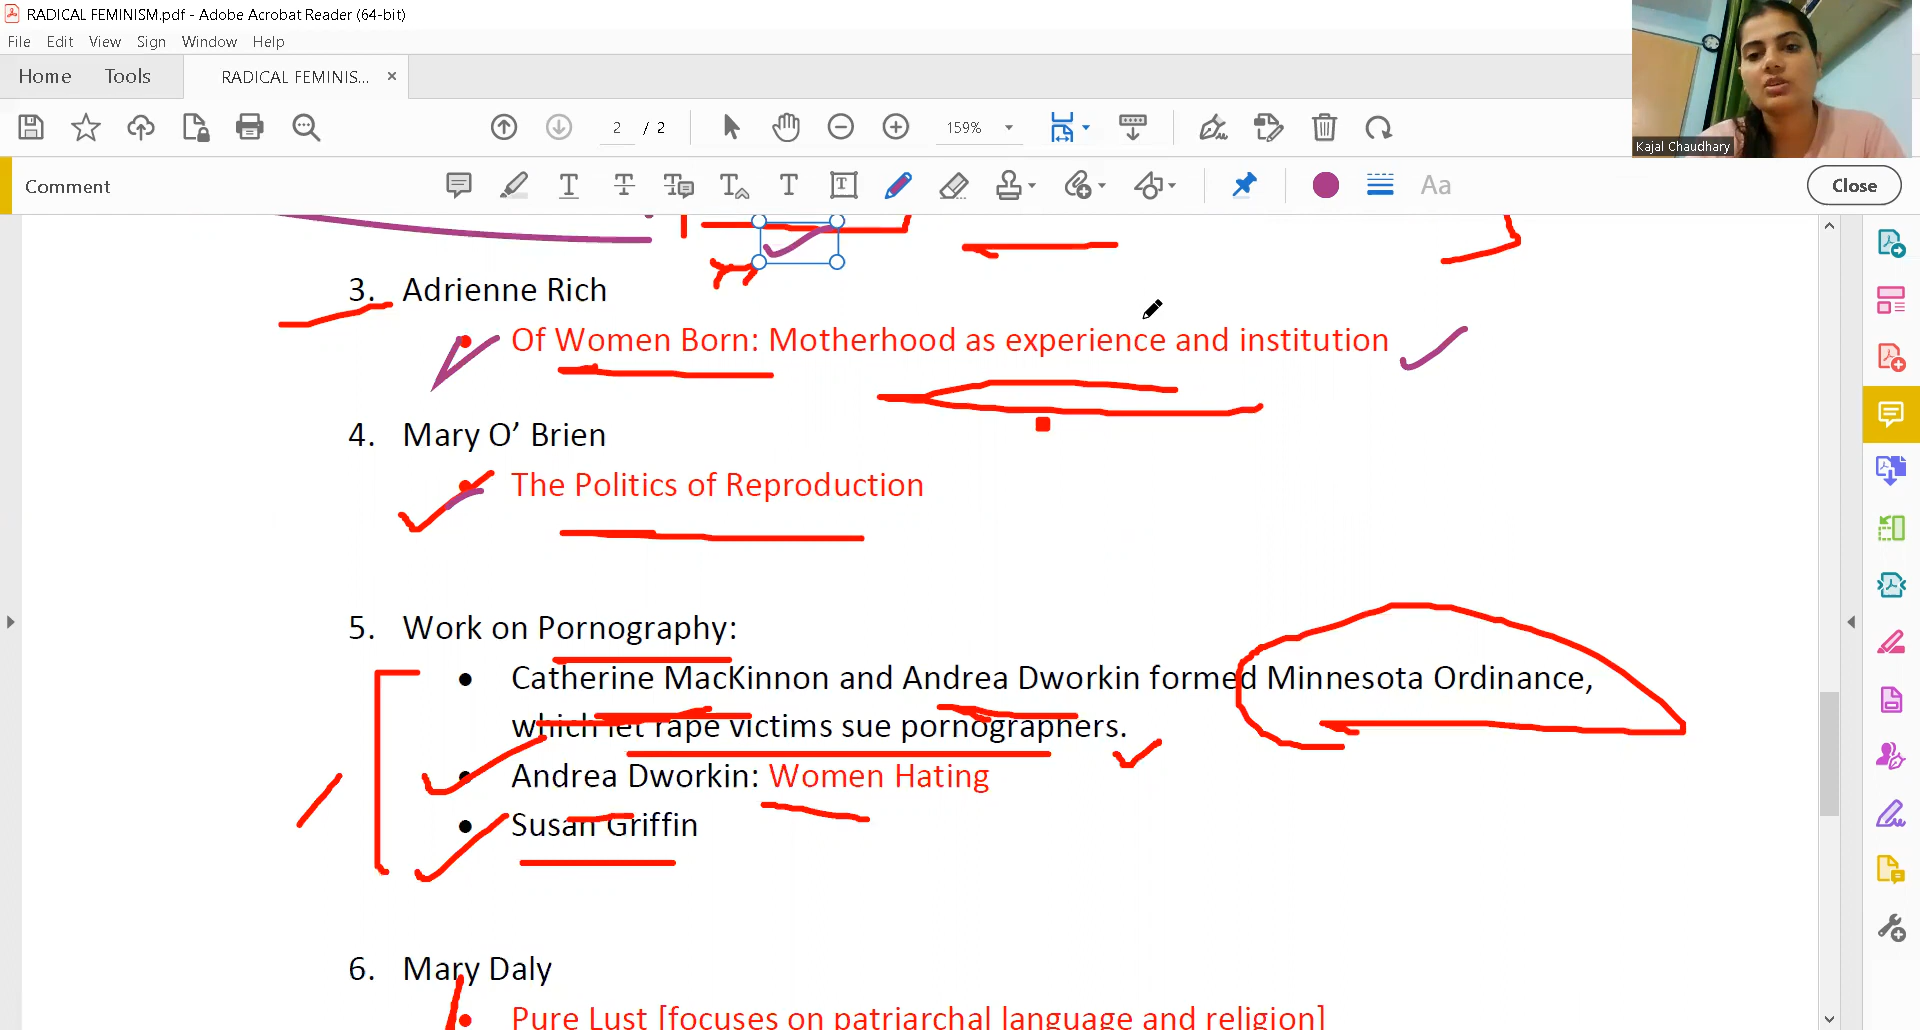 RADICAL FEMINISM.pdf - Adobe Acrobat Reader (64-bit)
File Edit View Sign Window Help
Home Tools RADICAL FEMINIS... ×
2 / 2 159%
Kajal Chaudhary
Comment Aa Close
3. Adrienne Rich
Of Women Born: Motherhood as experience and institution
4. Mary O’ Brien
The Politics of Reproduction
5. Work on Pornography:
Catherine MacKinnon and Andrea Dworkin formed Minnesota Ordinance,
which let rape victims sue pornographers.
Andrea Dworkin: Women Hating
Susan Griffin
6. Mary Daly
Pure Lust [focuses on patriarchal language and religion]